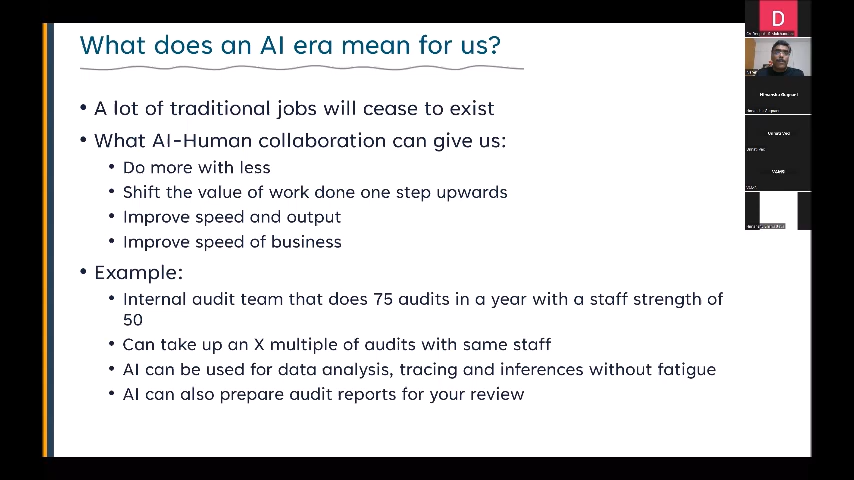 What does an AI era mean for us?
• A lot of traditional jobs will cease to exist
• What AI-Human collaboration can give us:
• Do more with less
• Shift the value of work done one step upwards
• Improve speed and output
• Improve speed of business
• Example:
• Internal audit team that does 75 audits in a year with a staff strength of
50
• Can take up an X multiple of audits with same staff
• AI can be used for data analysis, tracing and inferences without fatigue
• AI can also prepare audit reports for your review
D